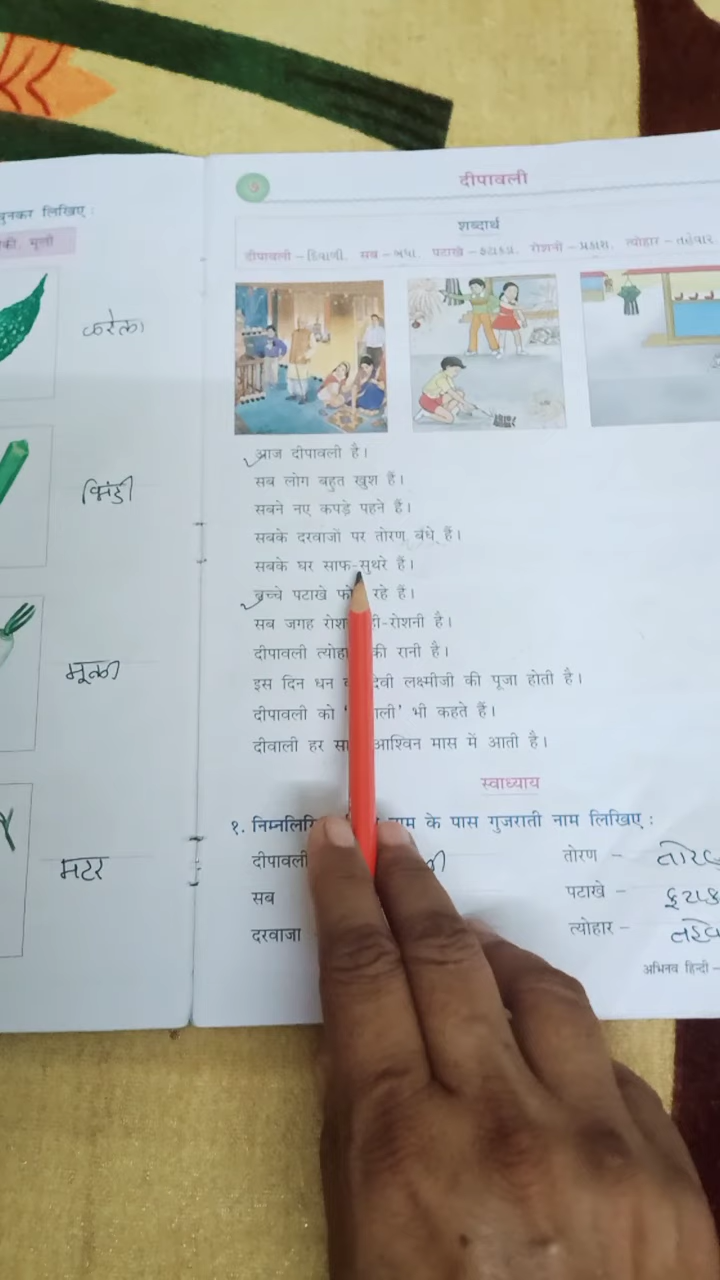 चुनकर लिखिए :
की, मूली
करेला
भिंडी
मूली
मटर
७
दीपावली
शब्दार्थ
दीपावली – દિવાળી, सब – બધા, पटाखे – ફટાકડા, रोशनी – પ્રકાશ, त्योहार – તહેવાર
आज दीपावली है।
सब लोग बहुत खुश हैं।
सबने नए कपड़े पहने हैं।
सबके दरवाजों पर तोरण बँधे हैं।
सबके घर साफ-सुथरे हैं।
बच्चे पटाखे रहे हैं।
सब जगह ही-रोशनी है।
दीपावली की रानी है।
इस दिन धन देवी लक्ष्मीजी की पूजा होती है।
दीपावली को भी कहते हैं।
दीवाली हर आश्विन मास में आती है।
स्वाध्याय
१. नाम के पास गुजराती नाम लिखिए :
दीपावली
तोरण –
सब
पटाखे –
दरवाजा
त्योहार –
अभिनव हिन्दी –